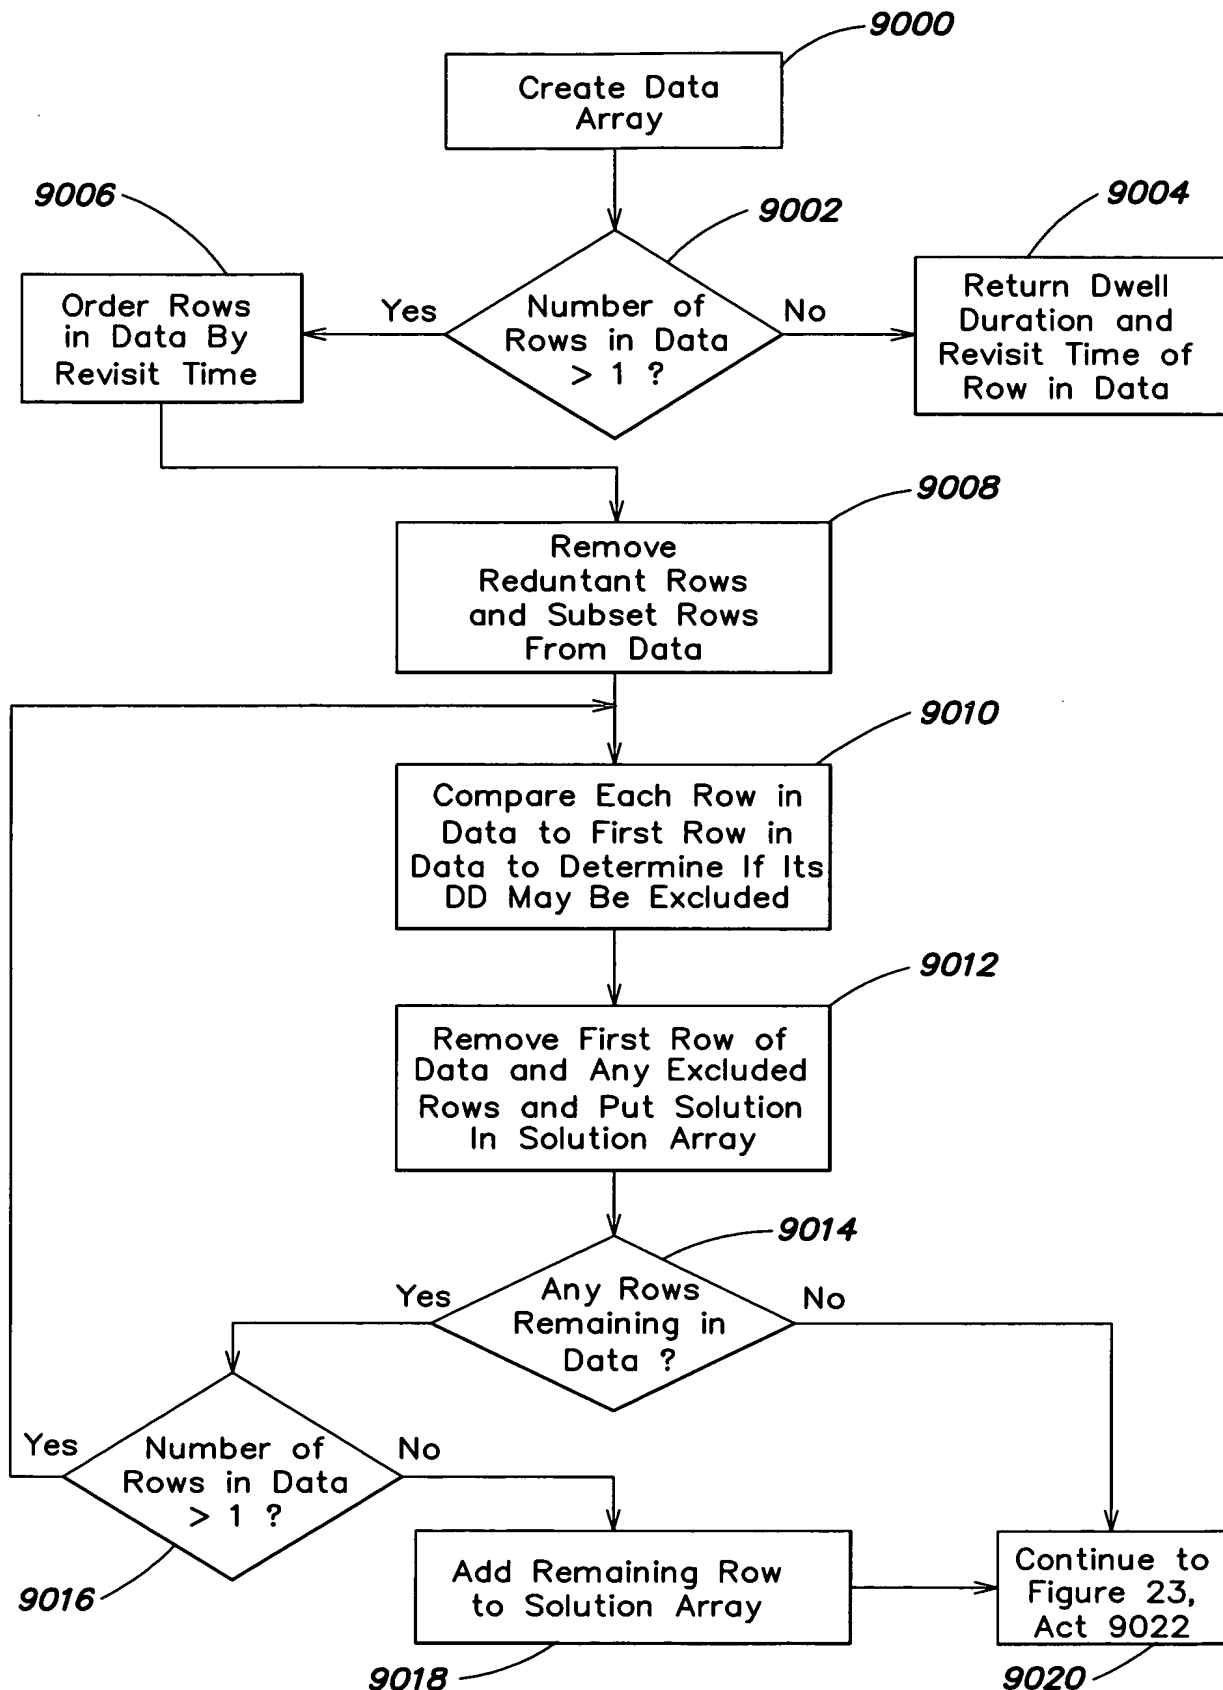 9000
Create Data
Array
9006
9002
9004
Order Rows
in Data By
Revisit Time
Yes
Number of
Rows in Data
> 1 ?
No
Return Dwell
Duration and
Revisit Time of
Row in Data
9008
Remove
Reduntant Rows
and Subset Rows
From Data
9010
Compare Each Row in
Data to First Row in
Data to Determine If Its
DD May Be Excluded
9012
Remove First Row of
Data and Any Excluded
Rows and Put Solution
In Solution Array
9014
Yes
Any Rows
Remaining in
Data ?
No
Yes
Number of
Rows in Data
> 1 ?
No
9016
Add Remaining Row
to Solution Array
9018
Continue to
Figure 23,
Act 9022
9020